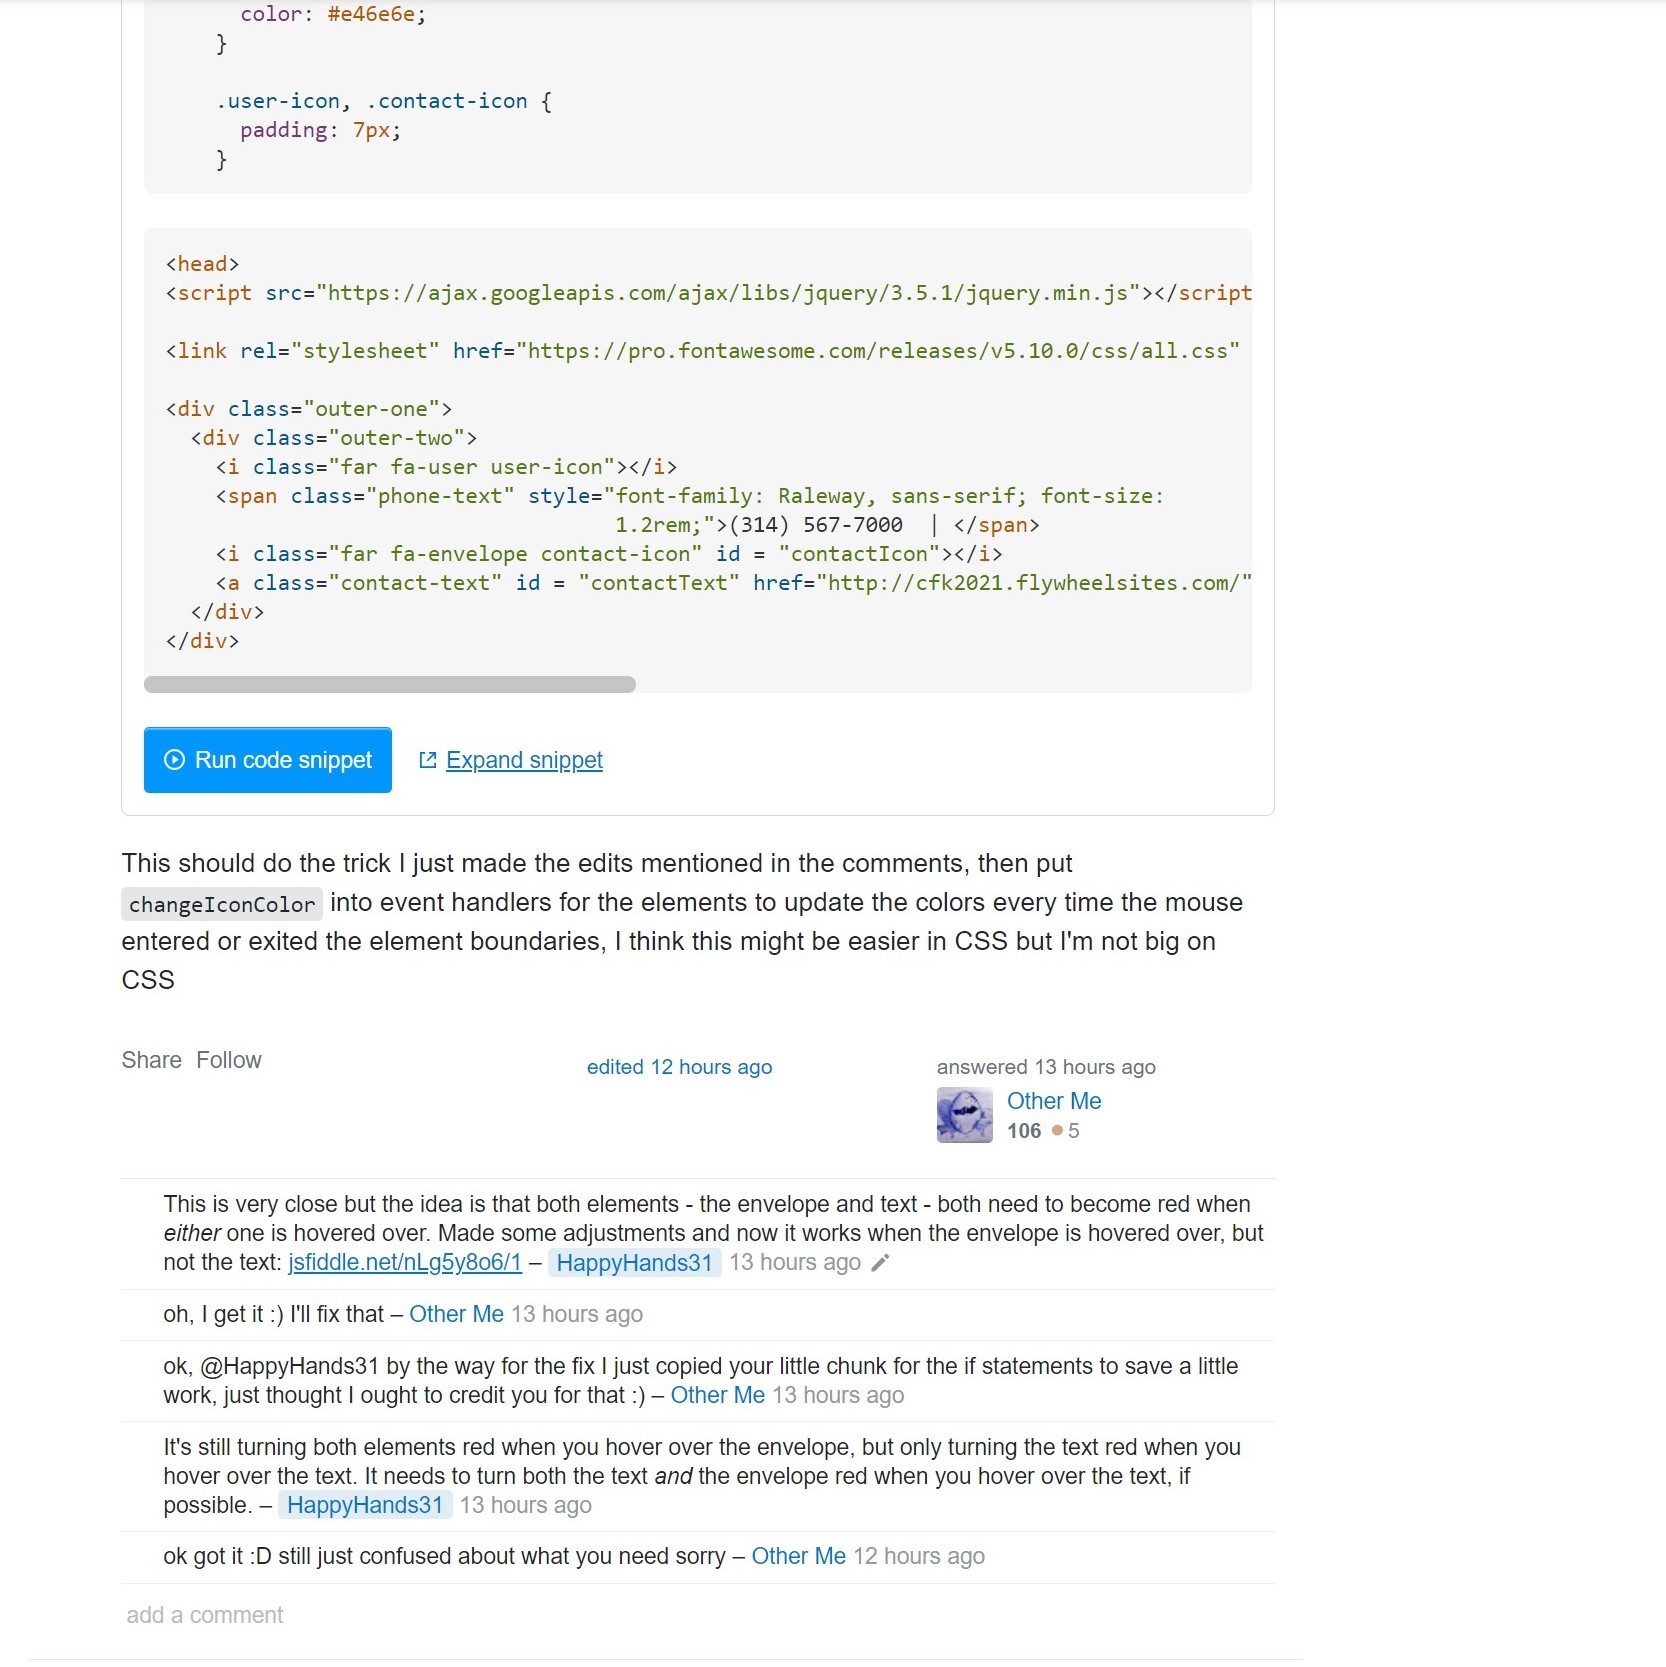 color: #e46e6e;
}
.user-icon, .contact-icon {
padding: 7px;
}
<head>
<script src="https://ajax.googleapis.com/ajax/libs/jquery/3.5.1/jquery.min.js"></script
<link rel="stylesheet" href="https://pro.fontawesome.com/releases/v5.10.0/css/all.css"
<div class="outer-one">
<div class="outer-two">
<i class="far fa-user user-icon"></i>
<span class="phone-text" style="font-family: Raleway, sans-serif; font-size:
1.2rem;">(314) 567-7000  | </span>
<i class="far fa-envelope contact-icon" id = "contactIcon"></i>
<a class="contact-text" id = "contactText" href="http://cfk2021.flywheelsites.com/"
</div>
</div>
Run code snippet Expand snippet
This should do the trick I just made the edits mentioned in the comments, then put
changeIconColor into event handlers for the elements to update the colors every time the mouse
entered or exited the element boundaries, I think this might be easier in CSS but I'm not big on
CSS
Share Follow edited 12 hours ago answered 13 hours ago
Other Me
106 ● 5
This is very close but the idea is that both elements - the envelope and text - both need to become red when
either one is hovered over. Made some adjustments and now it works when the envelope is hovered over, but
not the text: jsfiddle.net/nLg5y8o6/1 – HappyHands31 13 hours ago
oh, I get it :) I'll fix that – Other Me 13 hours ago
ok, @HappyHands31 by the way for the fix I just copied your little chunk for the if statements to save a little
work, just thought I ought to credit you for that :) – Other Me 13 hours ago
It's still turning both elements red when you hover over the envelope, but only turning the text red when you
hover over the text. It needs to turn both the text and the envelope red when you hover over the text, if
possible. – HappyHands31 13 hours ago
ok got it :D still just confused about what you need sorry – Other Me 12 hours ago
add a comment